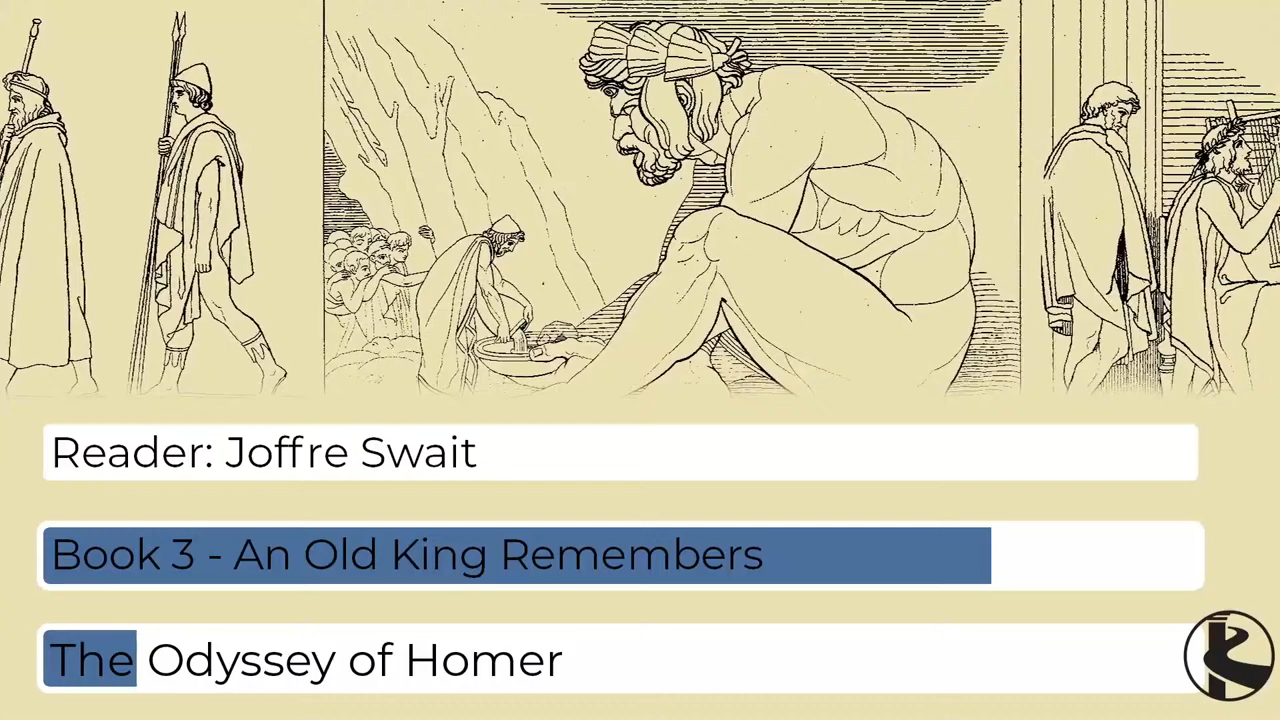 Reader: Joffre Swait
Book 3 - An Old King Remembers
The Odyssey of Homer